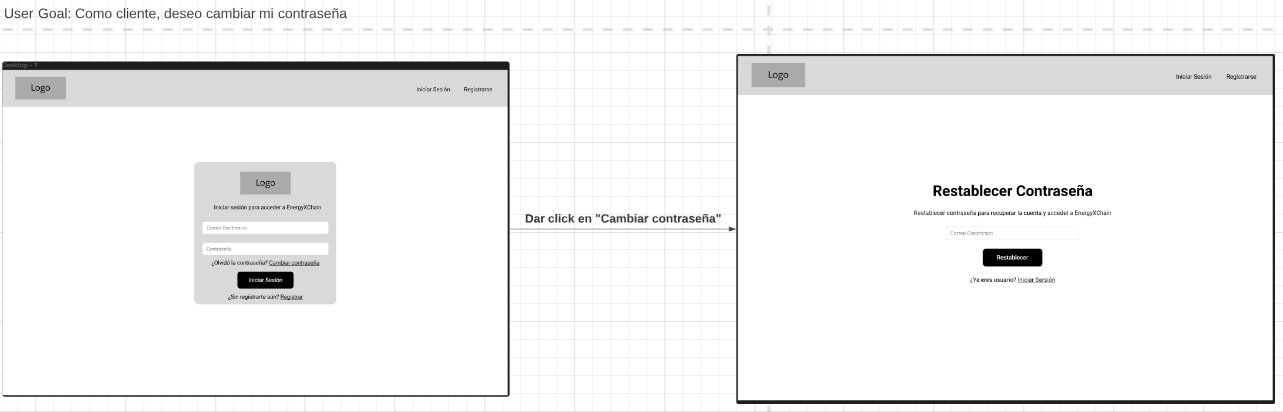 User Goal: Como cliente, deseo cambiar mi contraseña
Desktop - 1
Logo
Iniciar Sesión
Registrarse
Logo
Iniciar sesión para acceder a EnergyXChain
Correo Electrónico
Contraseña
¿Olvidó la contraseña? Cambiar contraseña
Iniciar Sesión
¿Sin registrarte aún? Registrar
Dar click en "Cambiar contraseña"
Logo
Iniciar Sesión
Registrarse
Restablecer Contraseña
Restablecer contraseña para recuperar la cuenta y acceder a EnergyXChain
Correo Electrónico
Restablecer
¿Ya eres usuario? Iniciar Sersión